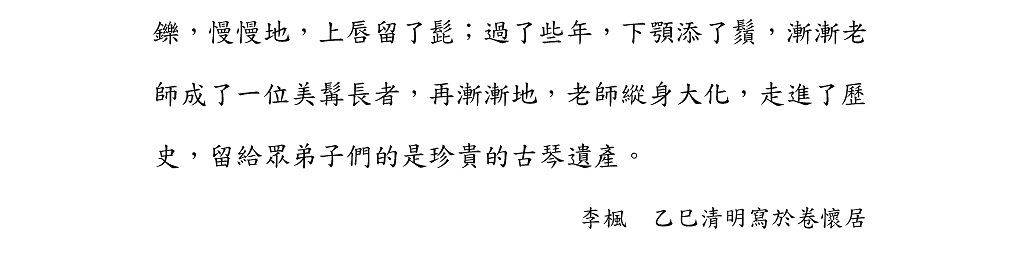 鑠，慢慢地，上唇留了髭；過了些年，下顎添了鬚，漸漸老
師成了一位美髯長者，再漸漸地，老師縱身大化，走進了歷
史，留給眾弟子們的是珍貴的古琴遺產。
李楓　乙巳清明寫於卷懷居